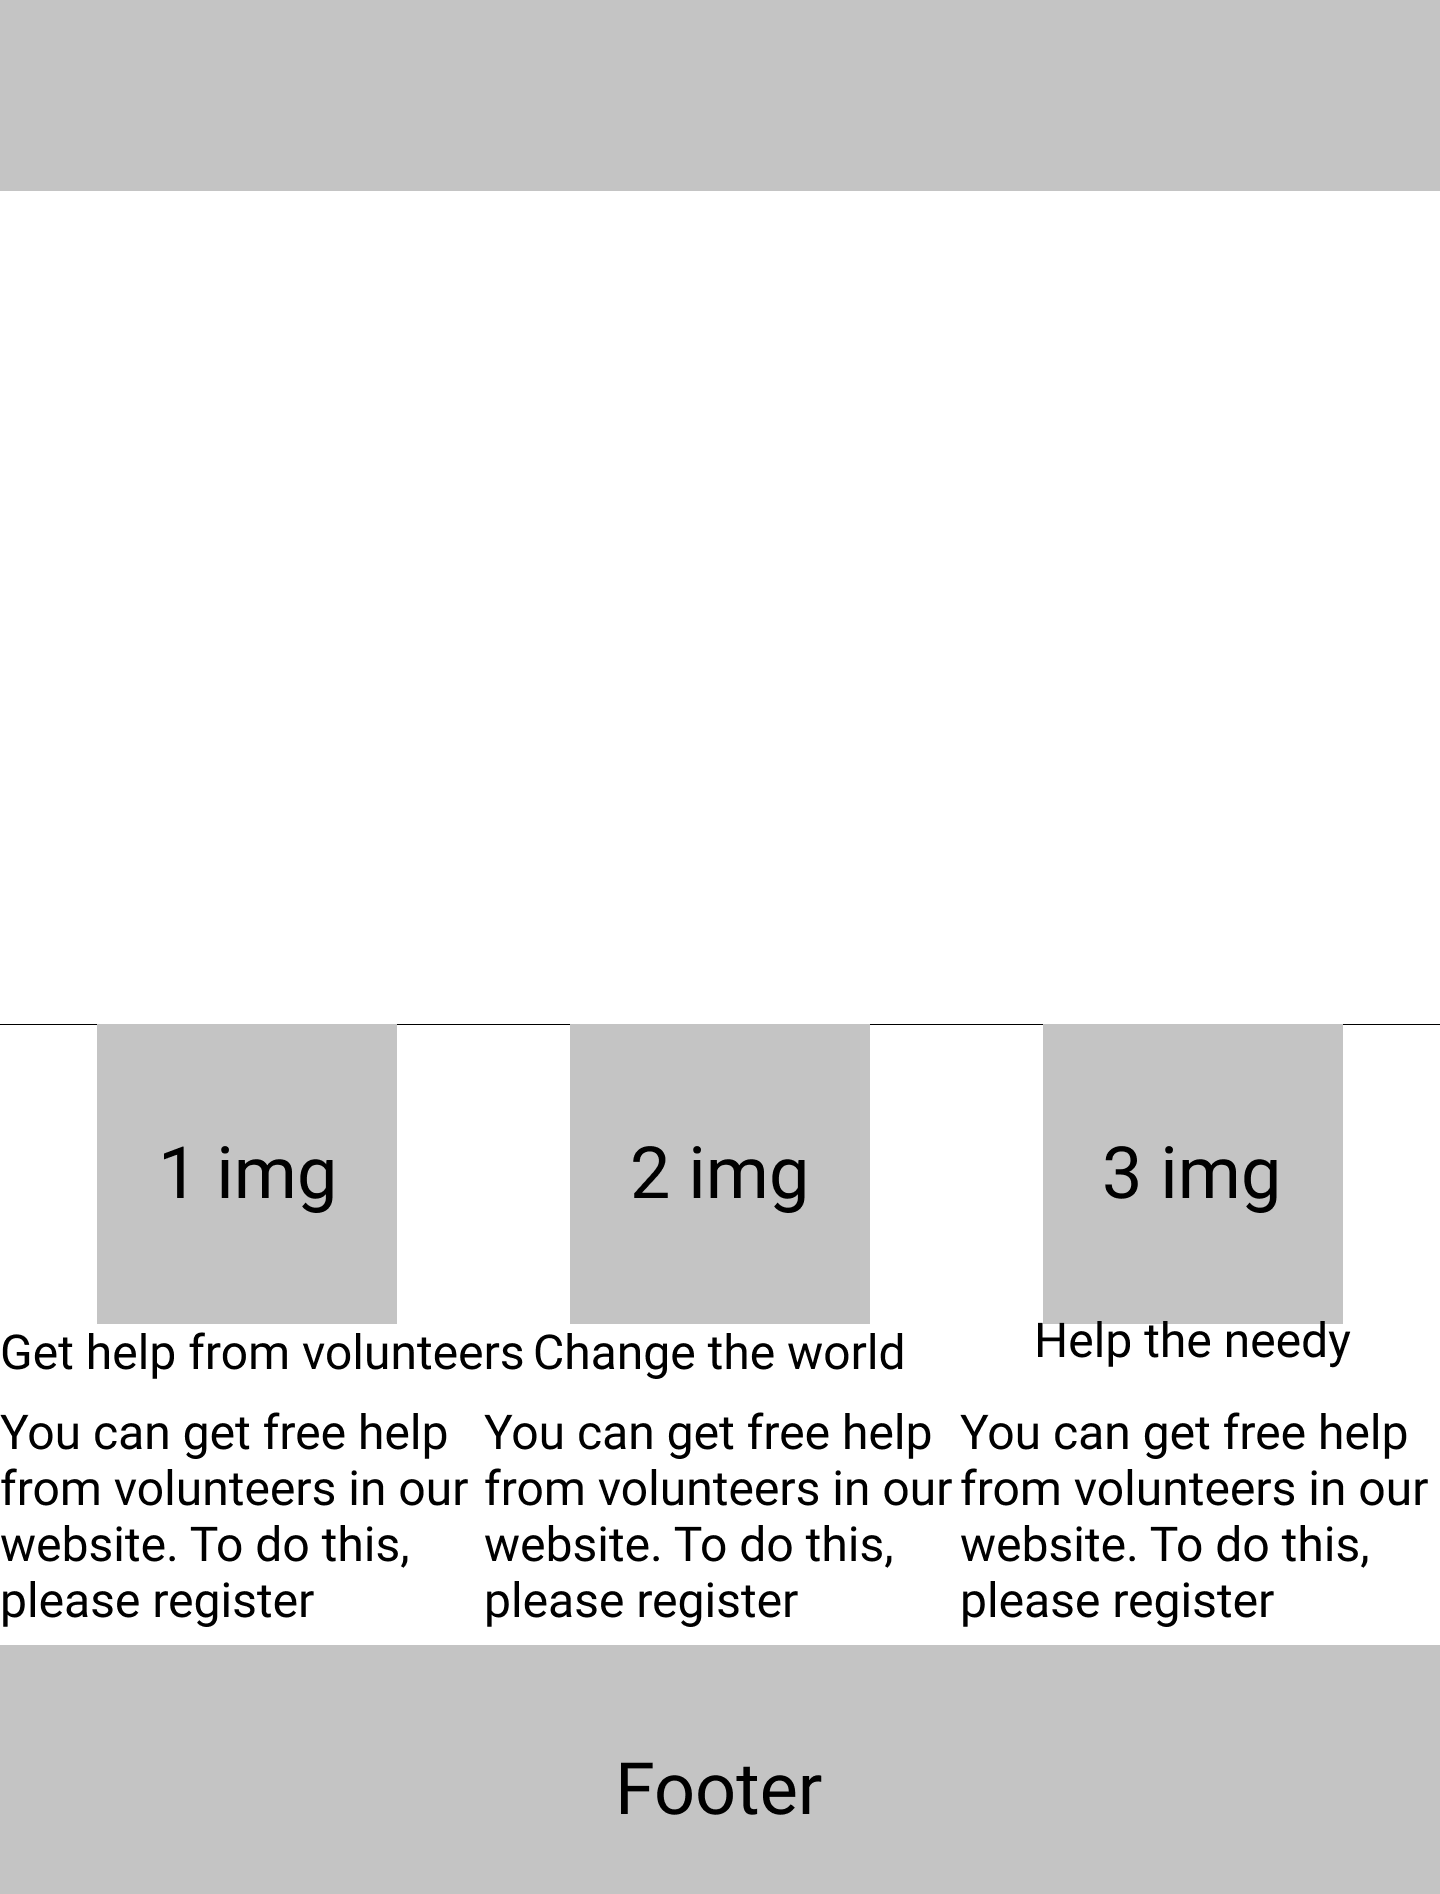 1 img
2 img
3 img
Get help from volunteers
Change the world
Help the needy
You can get free help
from volunteers in our
website. To do this,
please register
You can get free help
from volunteers in our
website. To do this,
please register
You can get free help
from volunteers in our
website. To do this,
please register
Footer